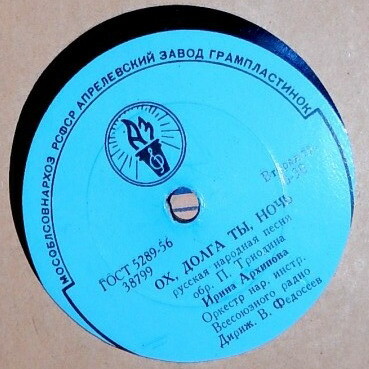 МОСОБЛСОВНАРХОЗ РСФСР АПРЕЛЕВСКИЙ ЗАВОД ГРАМПЛАСТИНОК
АЗ
ГОСТ 5289-56
38799
ОХ, ДОЛГА ТЫ, НОЧЬ
русская народная песня
обр. П. Триодина
Ирина Архипова
Оркестр нар. инстр.
Всесоюзного радио
Дириж. В. Федосеев